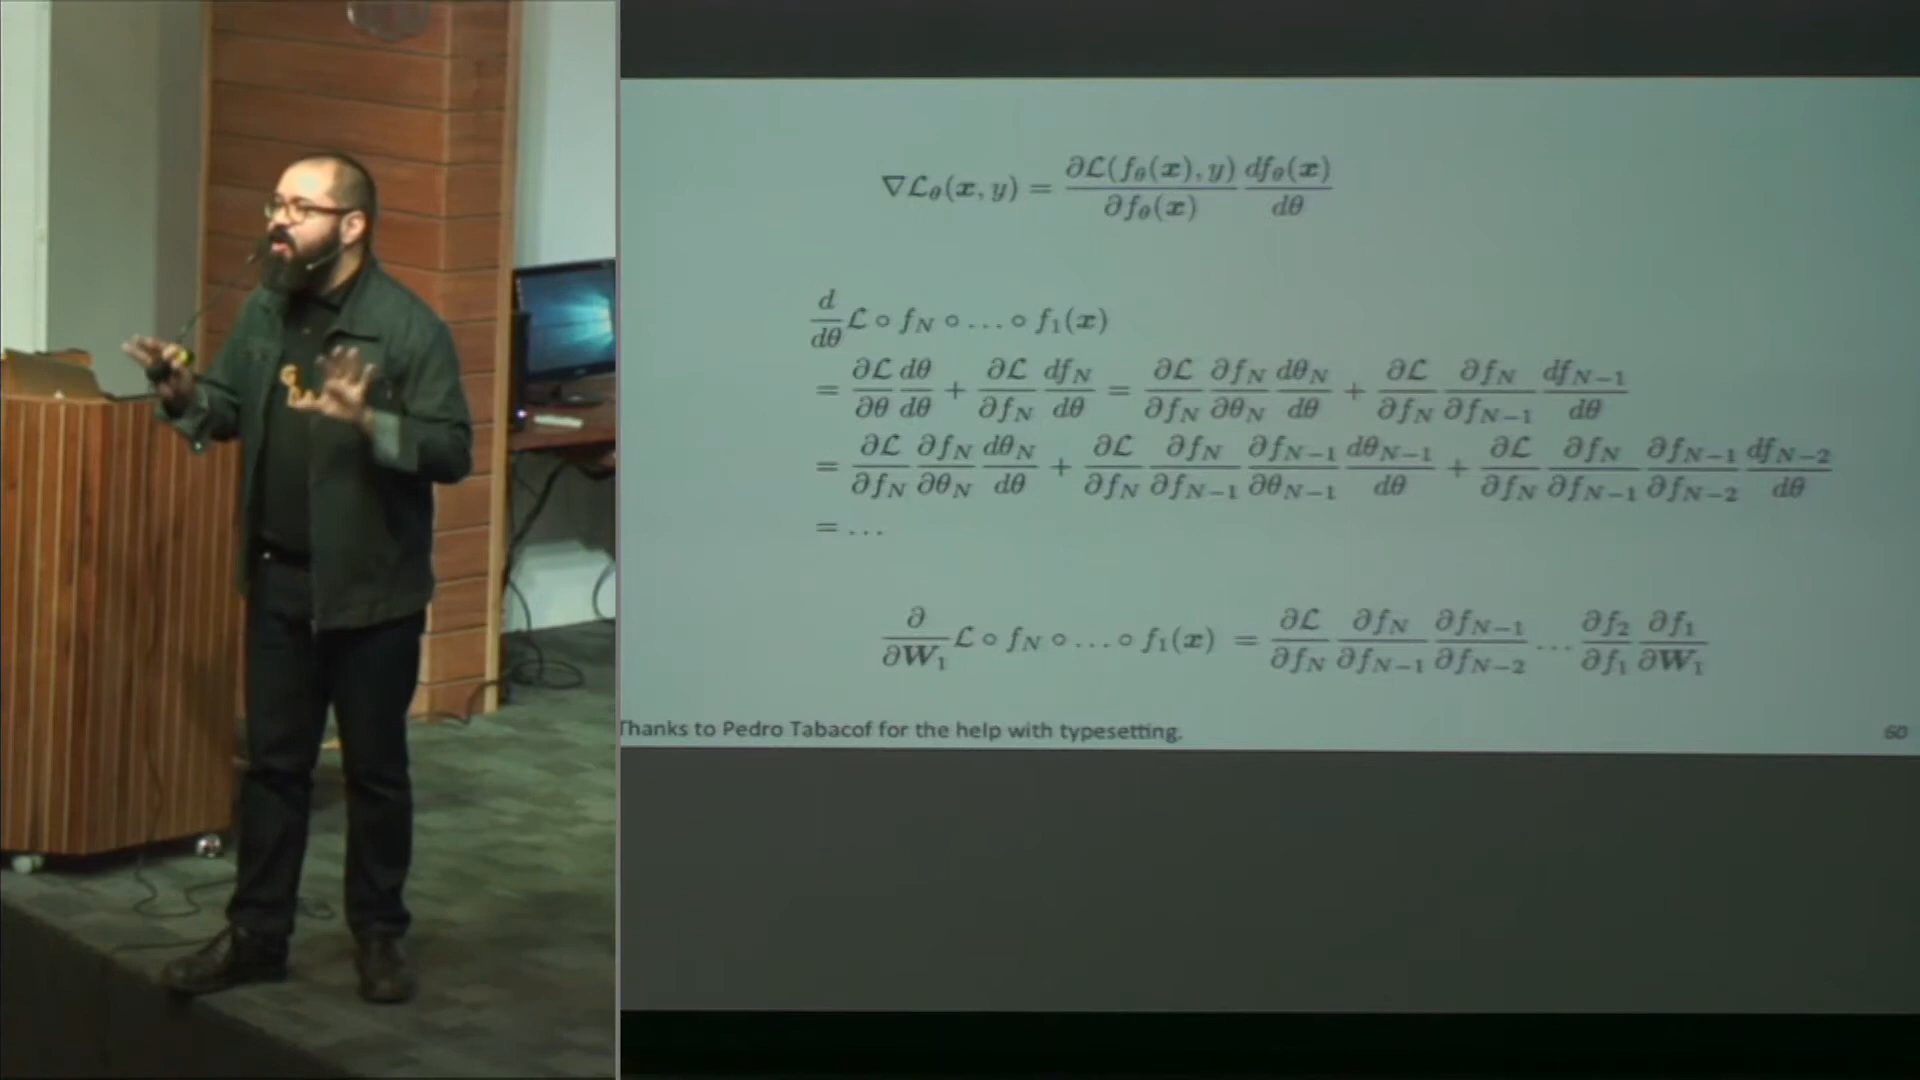 ∇ℒ_θ(𝒙, y) = ∂ℒ(f_θ(𝒙), y)/∂f_θ(𝒙) df_θ(𝒙)/dθ
d/dθ ℒ ∘ f_N ∘ … ∘ f_1(𝒙)
= ∂ℒ/∂θ dθ/dθ + ∂ℒ/∂f_N df_N/dθ = ∂ℒ/∂f_N ∂f_N/∂θ_N dθ_N/dθ + ∂ℒ/∂f_N ∂f_N/∂f_{N−1} df_{N−1}/dθ
= ∂ℒ/∂f_N ∂f_N/∂θ_N dθ_N/dθ + ∂ℒ/∂f_N ∂f_N/∂f_{N−1} ∂f_{N−1}/∂θ_{N−1} dθ_{N−1}/dθ + ∂ℒ/∂f_N ∂f_N/∂f_{N−1} ∂f_{N−1}/∂f_{N−2} df_{N−2}/dθ
= …
∂/∂W_1 ℒ ∘ f_N ∘ … ∘ f_1(𝒙) = ∂ℒ/∂f_N ∂f_N/∂f_{N−1} ∂f_{N−1}/∂f_{N−2} … ∂f_2/∂f_1 ∂f_1/∂W_1
Thanks to Pedro Tabacof for the help with typesetting.
60